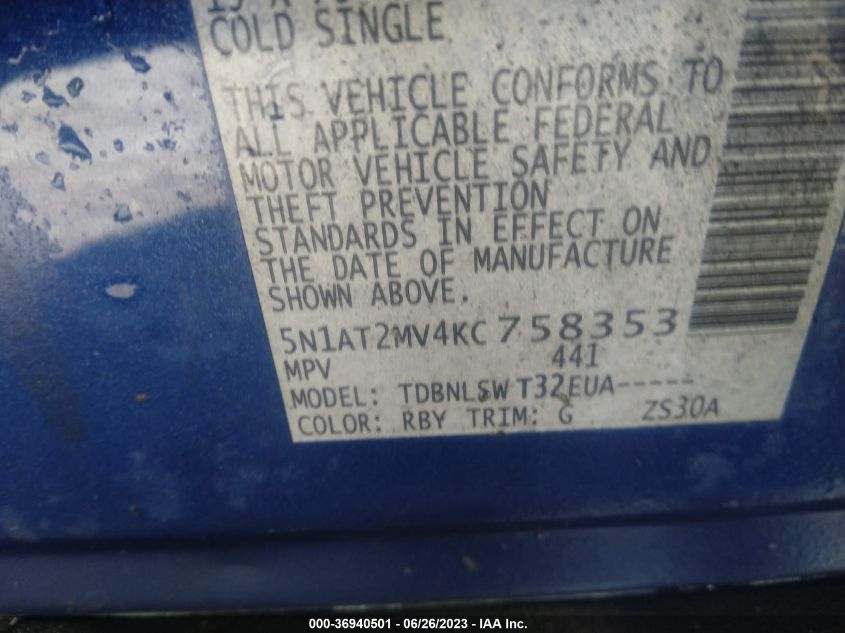 COLD SINGLE
THIS VEHICLE CONFORMS TO
ALL APPLICABLE FEDERAL
MOTOR VEHICLE SAFETY AND
THEFT PREVENTION
STANDARDS IN EFFECT ON
THE DATE OF MANUFACTURE
SHOWN ABOVE.
5N1AT2MV4KC758353
MPV 441
MODEL: TDBNLSW T32EUA-----
COLOR: RBY TRIM: G ZS30A
000-36940501 - 06/26/2023 - IAA Inc.